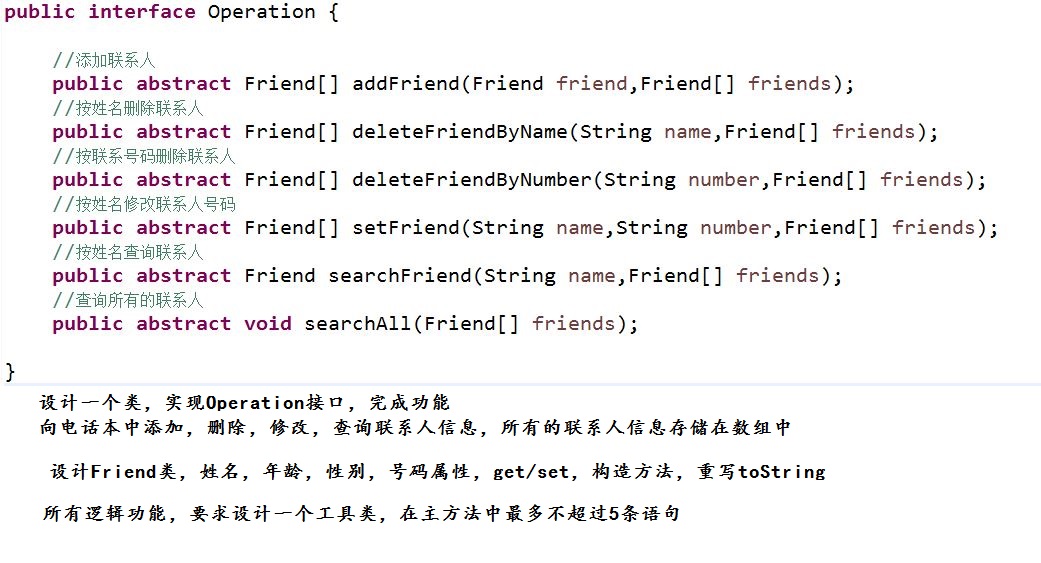 public interface Operation {
//添加联系人
public abstract Friend[] addFriend(Friend friend,Friend[] friends);
//按姓名删除联系人
public abstract Friend[] deleteFriendByName(String name,Friend[] friends);
//按联系号码删除联系人
public abstract Friend[] deleteFriendByNumber(String number,Friend[] friends);
//按姓名修改联系人号码
public abstract Friend[] setFriend(String name,String number,Friend[] friends);
//按姓名查询联系人
public abstract Friend searchFriend(String name,Friend[] friends);
//查询所有的联系人
public abstract void searchAll(Friend[] friends);
}
设计一个类，实现Operation接口，完成功能
向电话本中添加，删除，修改，查询联系人信息，所有的联系人信息存储在数组中
设计Friend类，姓名，年龄，性别，号码属性，get/set，构造方法，重写toString
所有逻辑功能，要求设计一个工具类，在主方法中最多不超过5条语句